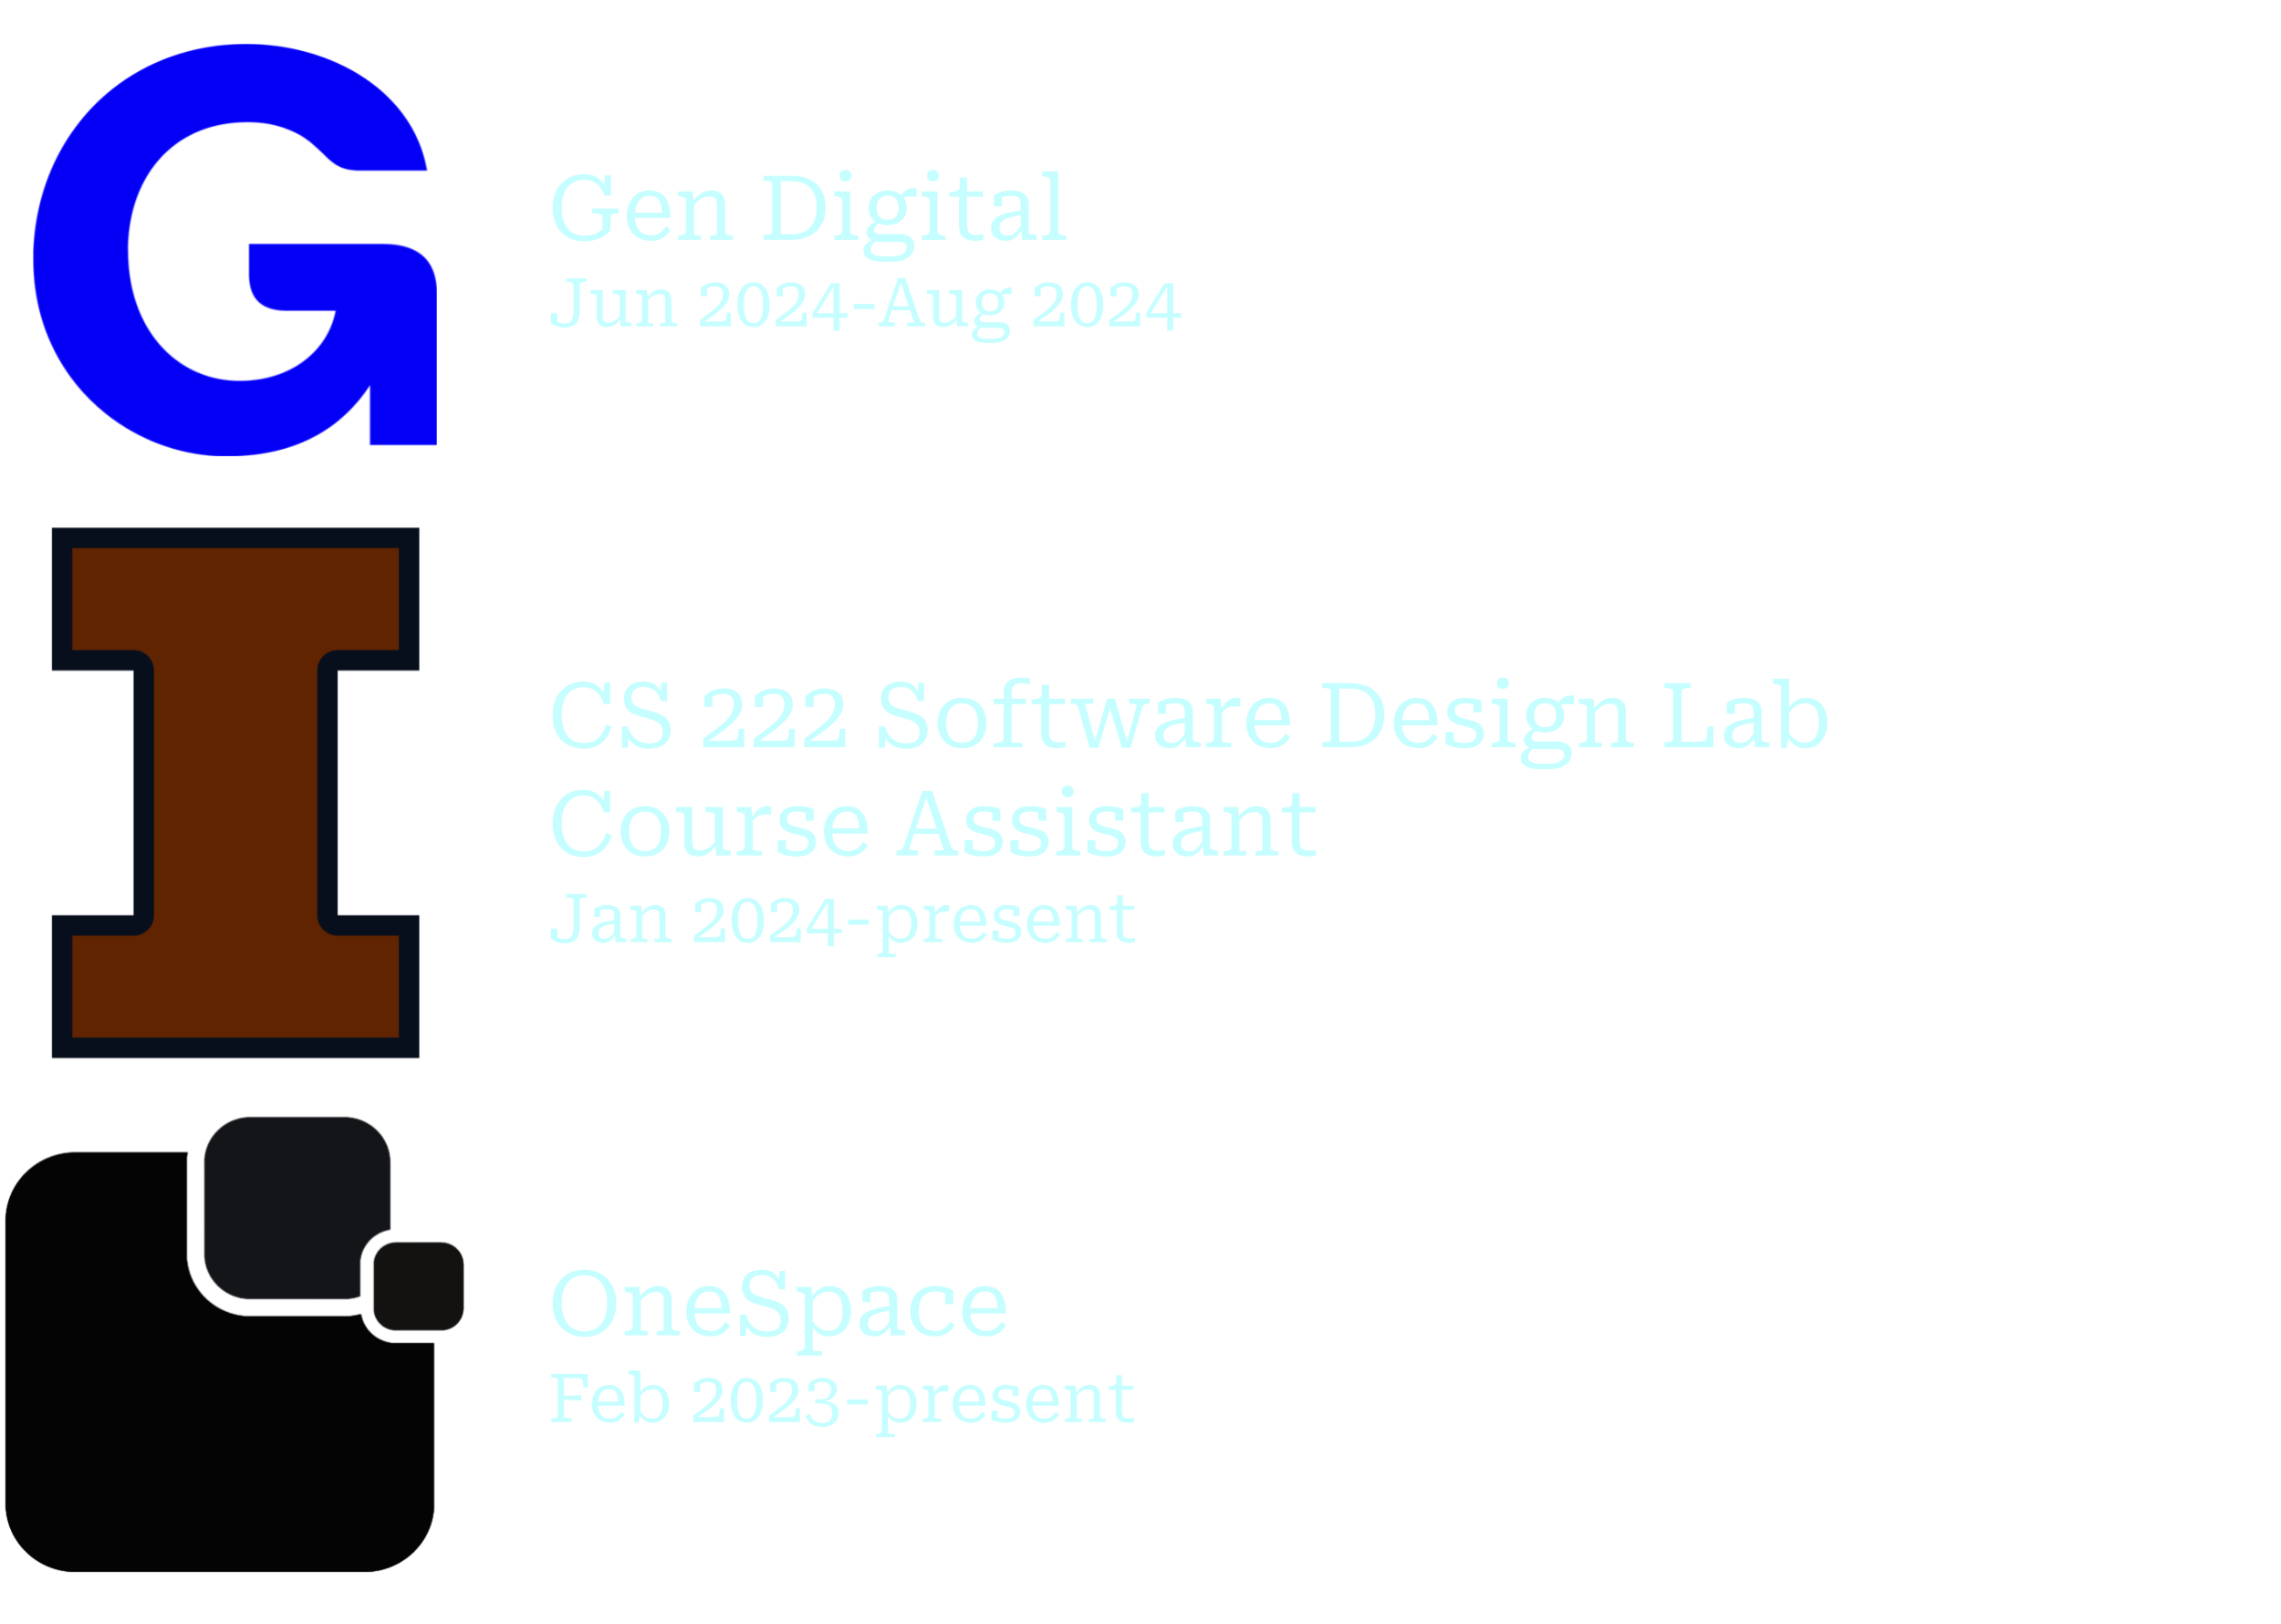 G
Gen Digital
Jun 2024-Aug 2024
I
CS 222 Software Design Lab
Course Assistant
Jan 2024-present
OneSpace
Feb 2023-present